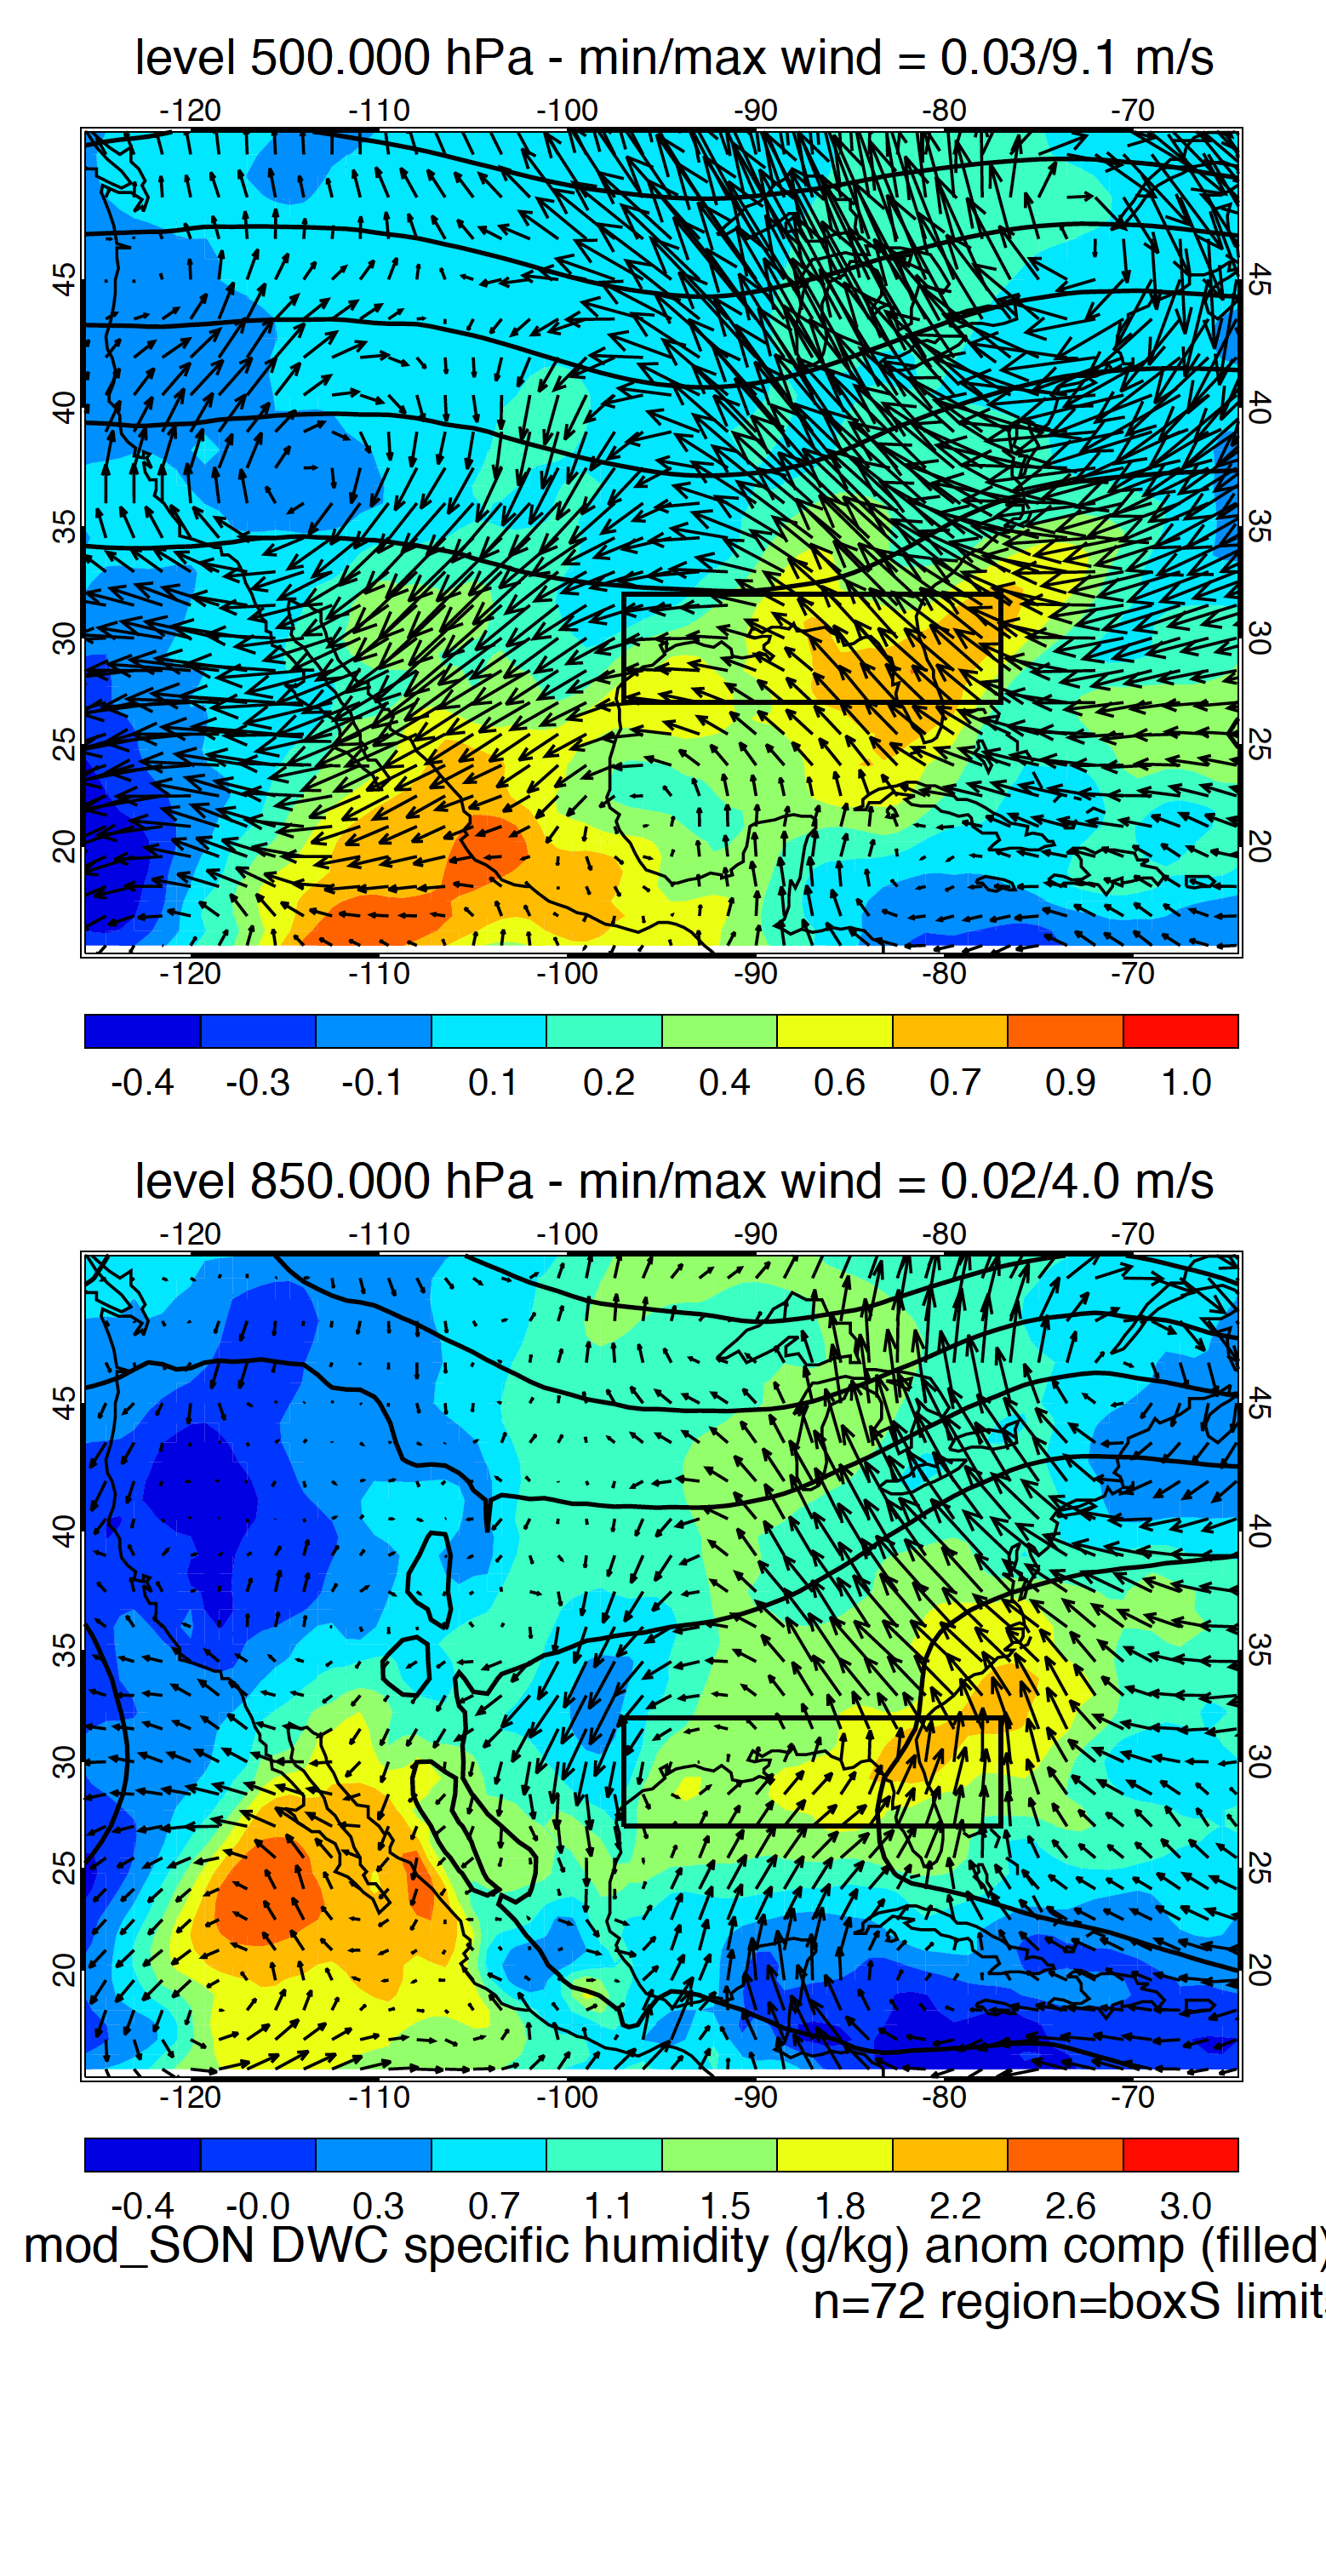 level 500.000 hPa - min/max wind = 0.03/9.1 m/s
-120 -110 -100 -90 -80 -70
45 45
40 40
35 35
30 30
25 25
20 20
-120 -110 -100 -90 -80 -70
-0.4 -0.3 -0.1 0.1 0.2 0.4 0.6 0.7 0.9 1.0
level 850.000 hPa - min/max wind = 0.02/4.0 m/s
-120 -110 -100 -90 -80 -70
45 45
40 40
35 35
30 30
25 25
20 20
-120 -110 -100 -90 -80 -70
-0.4 -0.0 0.3 0.7 1.1 1.5 1.8 2.2 2.6 3.0
mod_SON DWC specific humidity (g/kg) anom comp (filled)
n=72 region=boxS limits